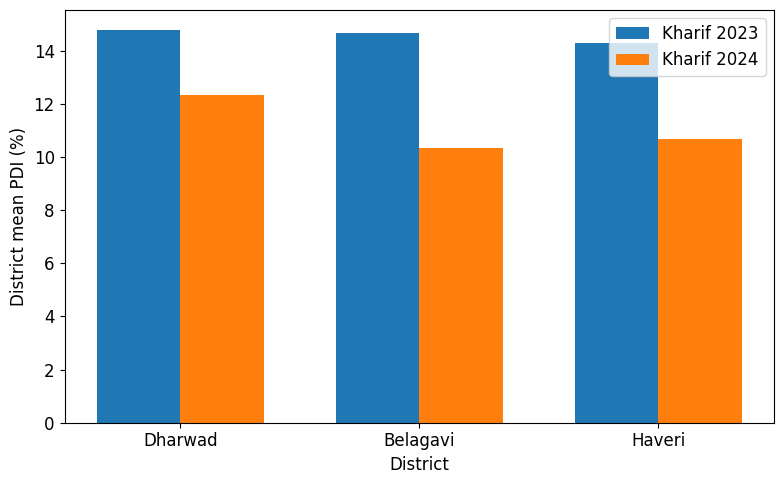 Kharif 2023
Kharif 2024
District mean PDI (%)
14
12
10
8
6
4
2
0
Dharwad Belagavi Haveri
District